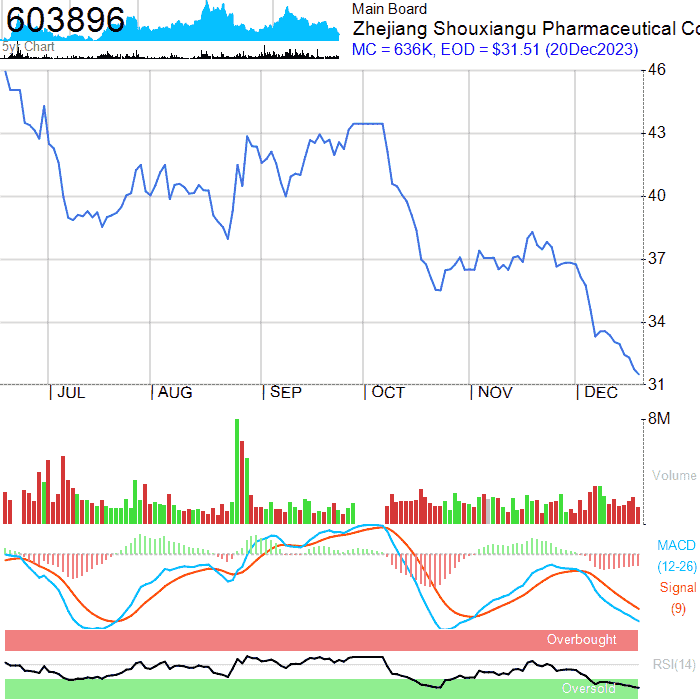 603896
5yr Chart
Main Board
Zhejiang Shouxiangu Pharmaceutical Co
MC = 636K, EOD = $31.51 (20Dec2023)
46
43
40
37
34
31
|JUL
|AUG
|SEP
|OCT
|NOV
|DEC
8M
Volume
MACD
(12-26)
Signal
(9)
Overbought
RSI(14)
Oversold